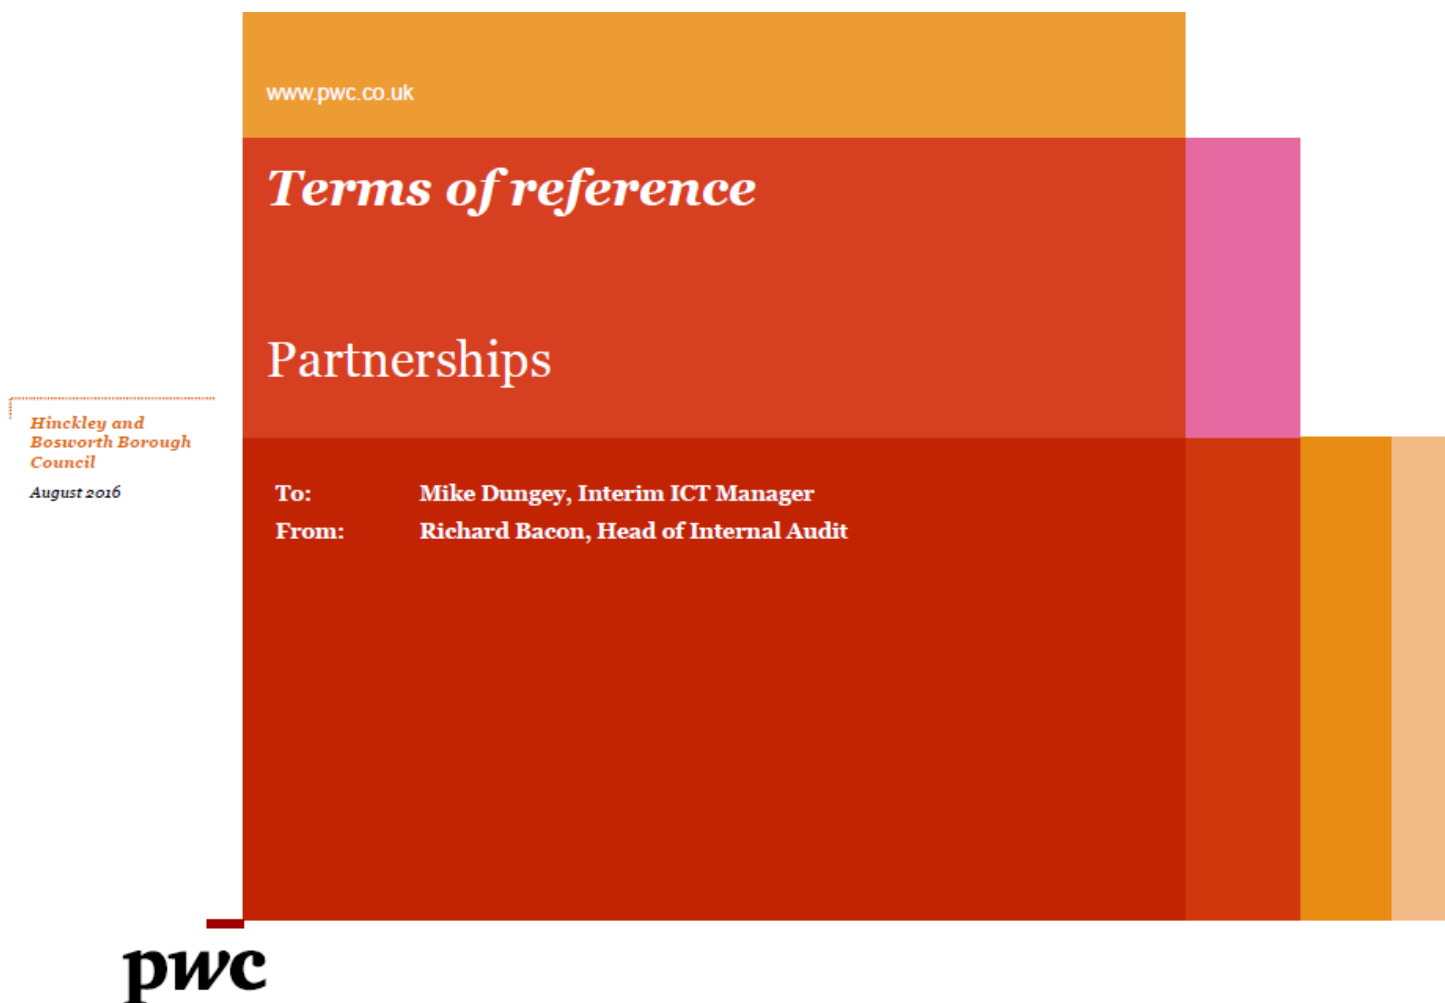 www.pwc.co.uk
Terms of reference
Partnerships
Hinckley and
Bosworth Borough
Council
August 2016
To: Mike Dungey, Interim ICT Manager
From: Richard Bacon, Head of Internal Audit
pwc